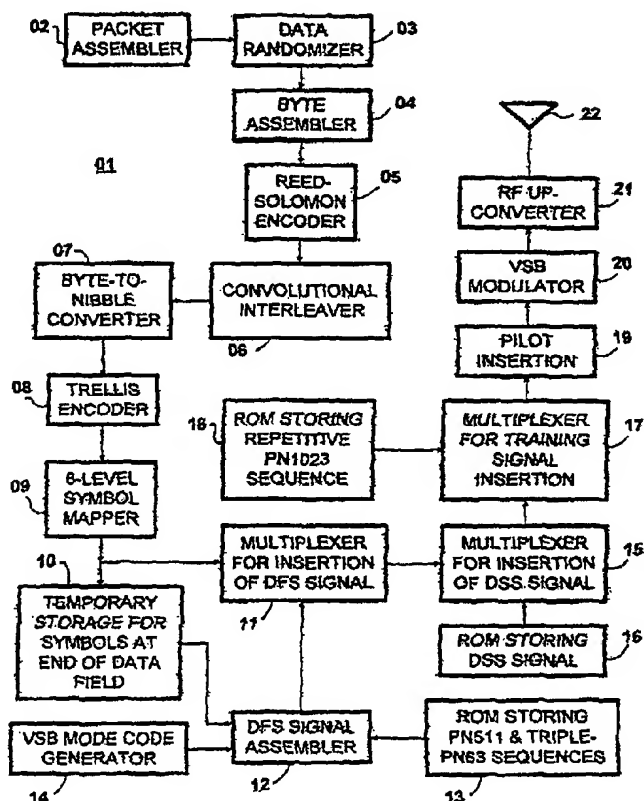 02
PACKET
ASSEMBLER
DATA
RANDOMIZER
03
BYTE
ASSEMBLER
04
01
REED-
SOLOMON
ENCODER
05
07
BYTE-TO-
NIBBLE
CONVERTER
CONVOLUTIONAL
INTERLEAVER
06
08
TRELLIS
ENCODER
09
8-LEVEL
SYMBOL
MAPPER
10
TEMPORARY
STORAGE FOR
SYMBOLS AT
END OF DATA
FIELD
MULTIPLEXER
FOR INSERTION
OF DFS SIGNAL
11
VSB MODE CODE
GENERATOR
14
DFS SIGNAL
ASSEMBLER
12
ROM STORING
PN511 & TRIPLE-
PN63 SEQUENCES
13
22
RF UP-
CONVERTER
21
VSB
MODULATOR
20
PILOT
INSERTION
19
18
ROM STORING
REPETITIVE
PN1023
SEQUENCE
MULTIPLEXER
FOR TRAINING
SIGNAL
INSERTION
17
MULTIPLEXER
FOR INSERTION
OF DSS SIGNAL
15
ROM STORING
DSS SIGNAL
16